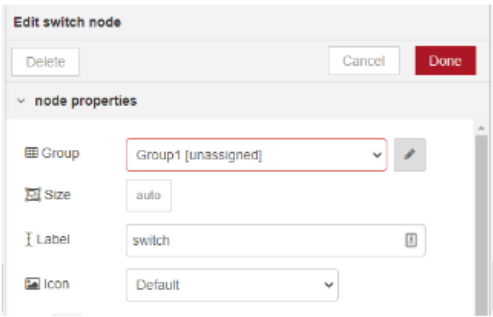 Edit switch node
Delete Cancel Done
node properties
Group Group1 [unassigned]
Size auto
Label switch
Icon Default